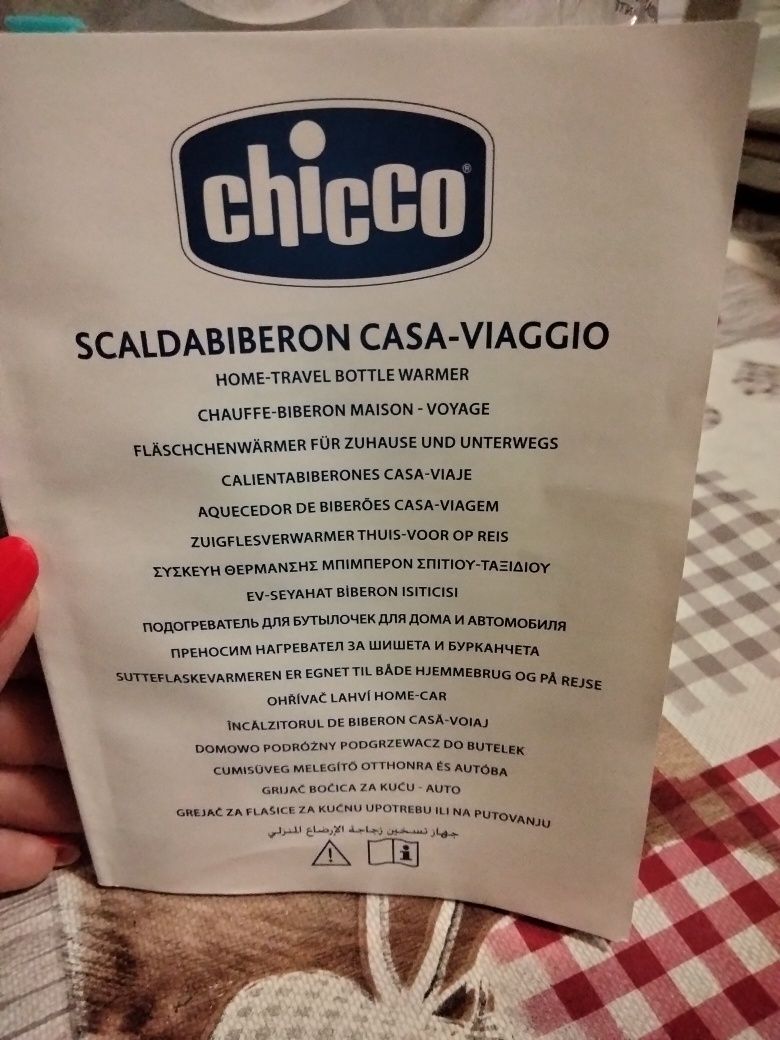 chicco®
SCALDABIBERON CASA-VIAGGIO
HOME-TRAVEL BOTTLE WARMER
CHAUFFE-BIBERON MAISON - VOYAGE
FLÄSCHCHENWÄRMER FÜR ZUHAUSE UND UNTERWEGS
CALIENTABIBERONES CASA-VIAJE
AQUECEDOR DE BIBERÕES CASA-VIAGEM
ZUIGFLESVERWARMER THUIS-VOOR OP REIS
ΣΥΣΚΕΥΗ ΘΕΡΜΑΝΣΗΣ ΜΠΙΜΠΕΡΟΝ ΣΠΙΤΙΟΥ-ΤΑΞΙΔΙΟΥ
EV-SEYAHAT BİBERON ISITICISI
ПОДОГРЕВАТЕЛЬ ДЛЯ БУТЫЛОЧЕК ДЛЯ ДОМА И АВТОМОБИЛЯ
ПРЕНОСИМ НАГРЕВАТЕЛ ЗА ШИШЕТА И БУРКАНЧЕТА
SUTTEFLASKEVARMEREN ER EGNET TIL BÅDE HJEMMEBRUG OG PÅ REJSE
OHŘÍVAČ LAHVÍ HOME-CAR
ÎNCĂLZITORUL DE BIBERON CASĂ-VOIAJ
DOMOWO PODRÓŻNY PODGRZEWACZ DO BUTELEK
CUMISÜVEG MELEGÍTŐ OTTHONRA ÉS AUTÓBA
GRIJAČ BOČICA ZA KUĆU - AUTO
GREJAČ ZA FLAŠICE ZA KUĆNU UPOTREBU ILI NA PUTOVANJU
جهاز تسخين زجاجة الإرضاع المنزلي